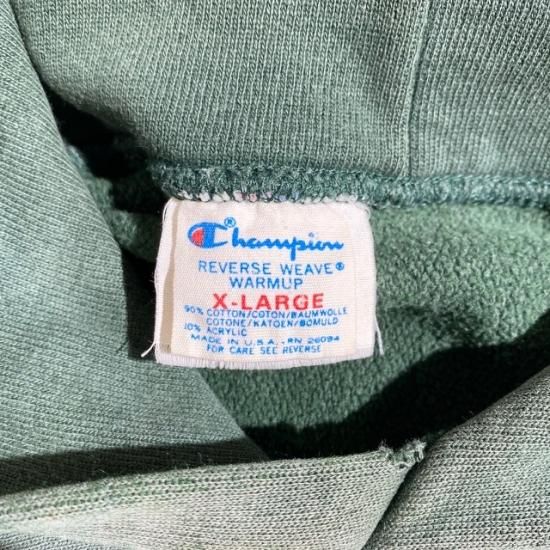 Champion®
REVERSE WEAVE®
WARMUP
X-LARGE
90% COTTON/COTON/BAUMWOLLE
COTONE/KATOEN/BOMULD
10% ACRYLIC
MADE IN U.S.A. RN 26094
FOR CARE SEE REVERSE